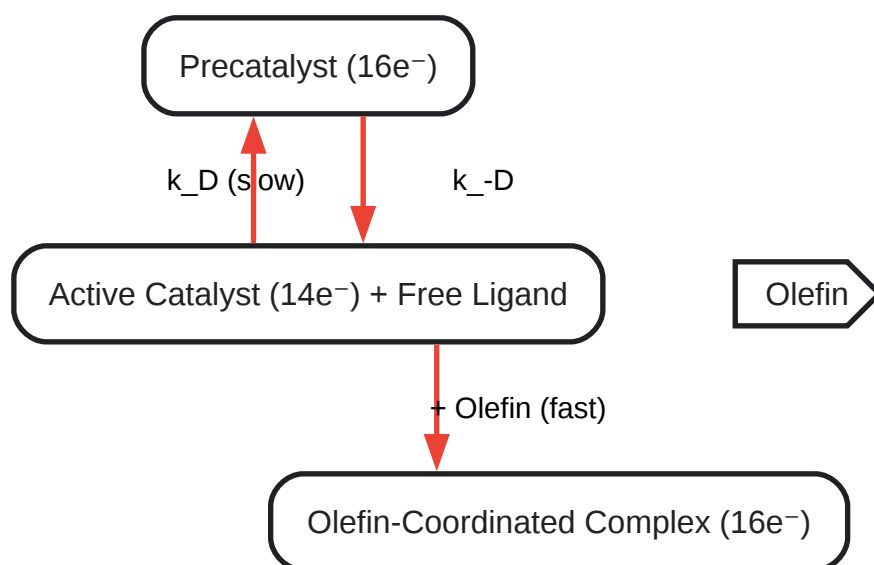 Precatalyst (16e⁻)
k_D (slow)
k_-D
Active Catalyst (14e⁻) + Free Ligand
Olefin
+ Olefin (fast)
Olefin-Coordinated Complex (16e⁻)